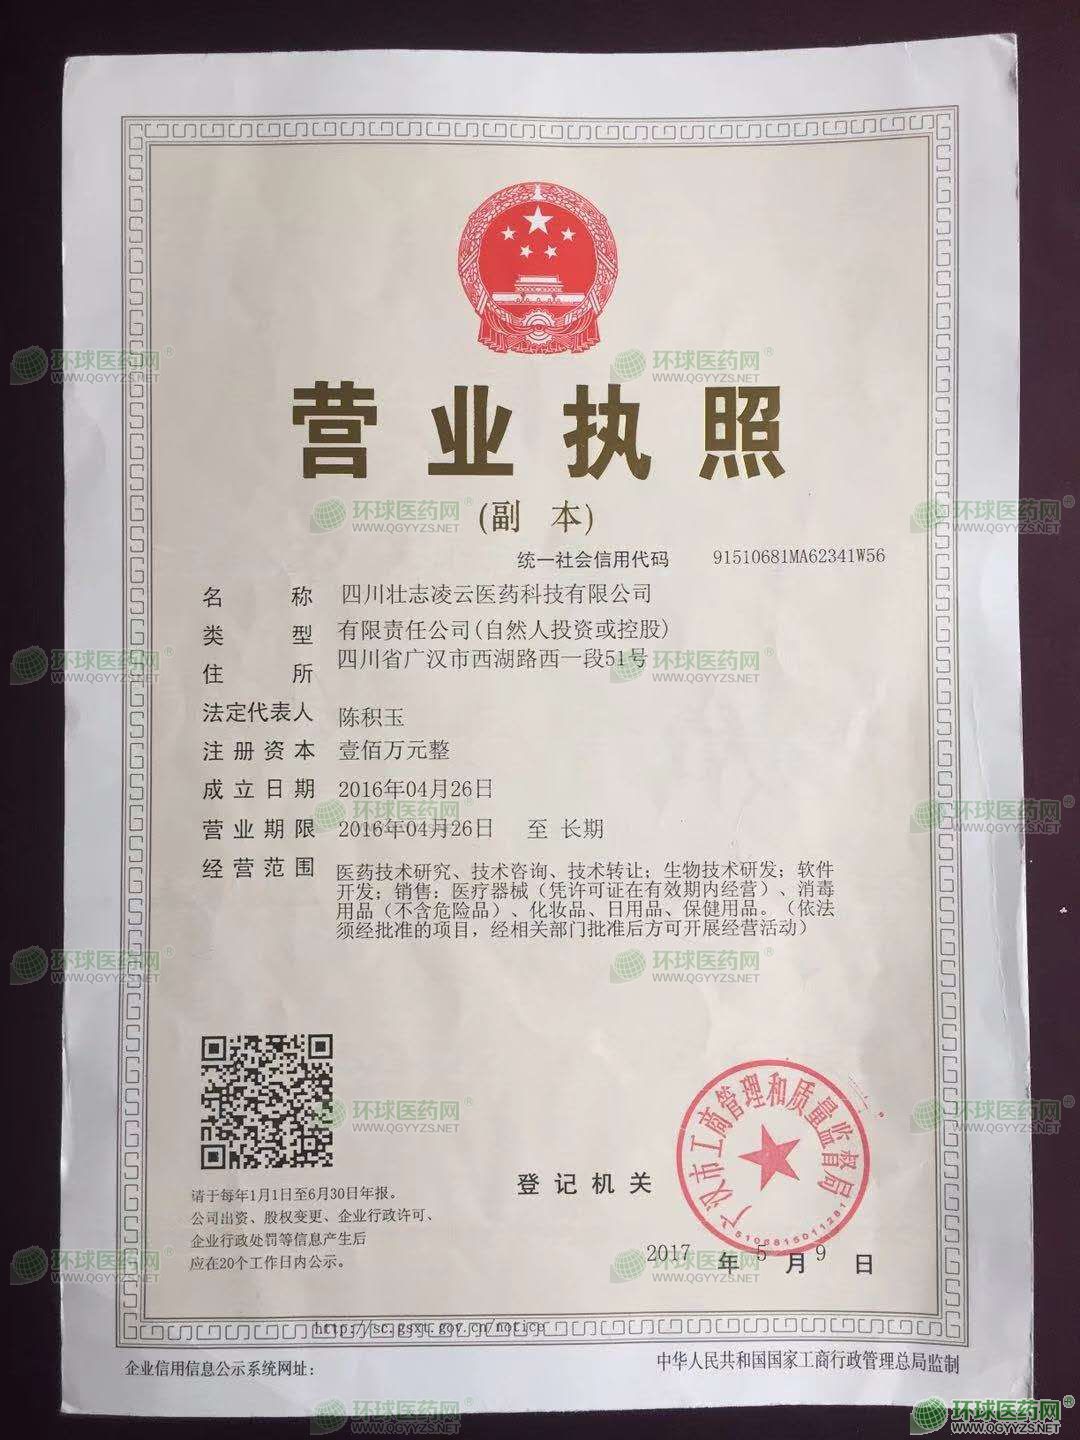 营业执照
(副 本)
统一社会信用代码 91510681MA62341W56
名 称 四川壮志凌云医药科技有限公司
类 型 有限责任公司(自然人投资或控股)
住 所 四川省广汉市西湖路西一段51号
法定代表人 陈积玉
注册资本 壹佰万元整
成立日期 2016年04月26日
营业期限 2016年04月26日 至 长期
经营范围 医药技术研究、技术咨询、技术转让；生物技术研发；软件
开发；销售：医疗器械（凭许可证在有效期内经营）、消毒
用品（不含危险品）、化妆品、日用品、保健用品。（依法
须经批准的项目，经相关部门批准后方可开展经营活动）
请于每年1月1日至6月30日年报。
公司出资、股权变更、企业行政许可、
企业行政处罚等信息产生后
应在20个工作日内公示。
登记机关
广汉市工商管理和质量监督局
5106815011281
2017 年 5 月 9 日
http://sc.gsxt.gov.cn/notice
企业信用信息公示系统网址：
中华人民共和国国家工商行政管理总局监制
环球医药网®
WWW.QGYYZS.NET